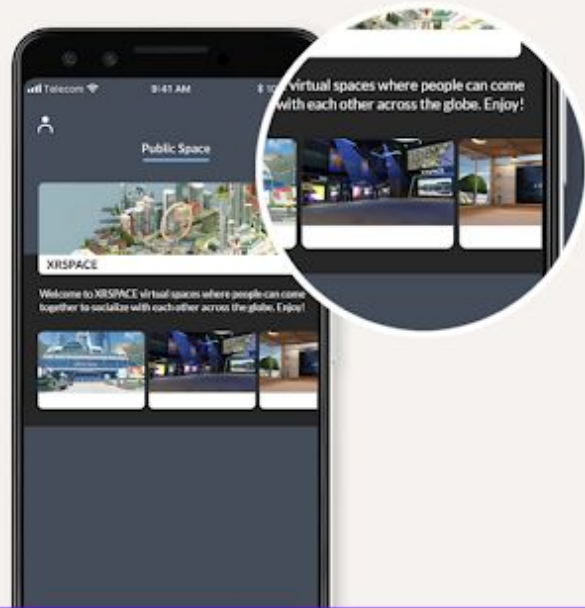 Telecom
9:41 AM
Public Space
XRSPACE
Welcome to XRSPACE virtual spaces where people can come
together to socialize with each other across the globe. Enjoy!
virtual spaces where people can come
with each other across the globe. Enjoy!
XRSPACE